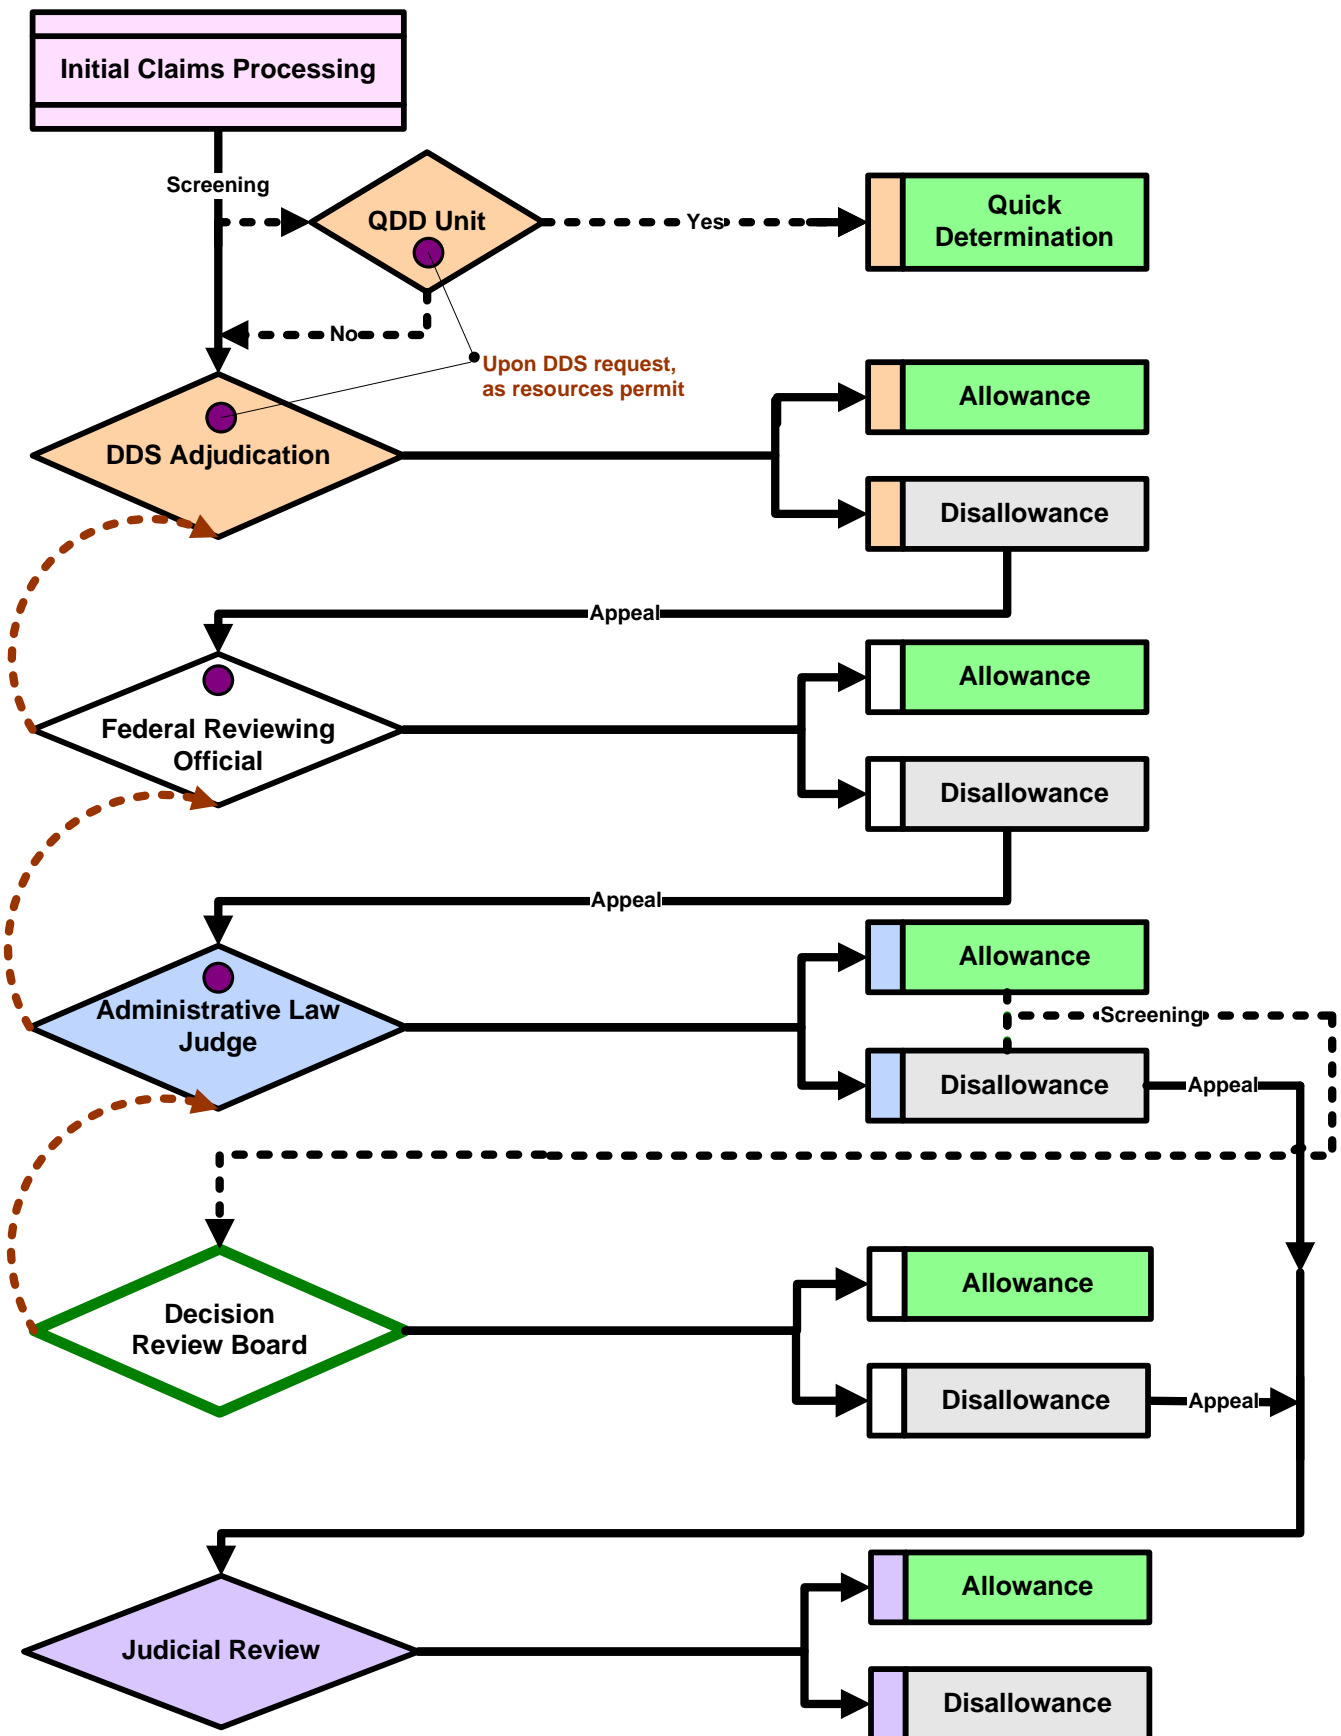 Initial Claims Processing
Screening
QDD Unit
Yes
Quick
Determination
No
Upon DDS request,
as resources permit
Allowance
DDS Adjudication
Disallowance
Appeal
Allowance
Federal Reviewing
Official
Disallowance
Appeal
Allowance
Administrative Law
Judge
Screening
Disallowance
Appeal
Allowance
Decision
Review Board
Disallowance
Appeal
Allowance
Judicial Review
Disallowance